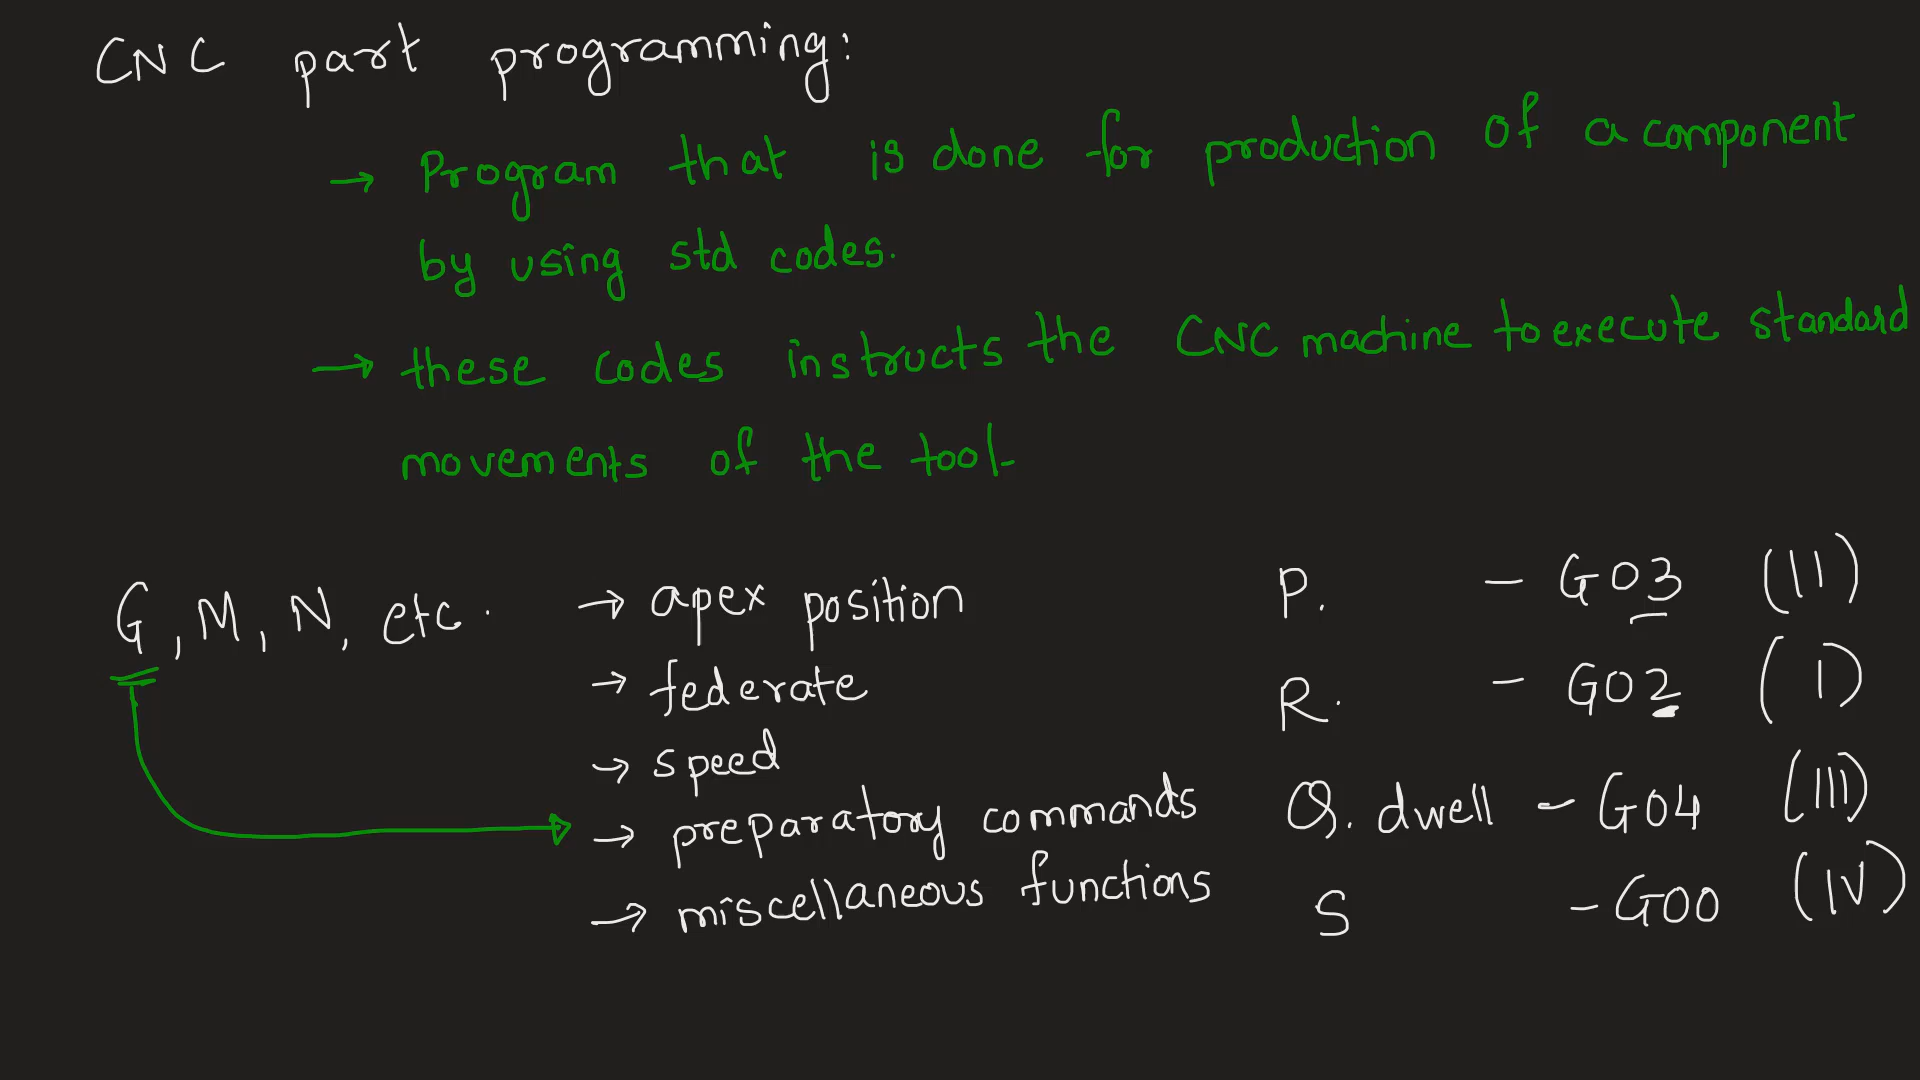 CNC part programming:
→ Program that is done for production of a component
by using std codes.
→ these codes instructs the CNC machine to execute standard
movements of the tool.
G, M, N, etc. → apex position P. - G03 (II)
→ federate R. - G02 (I)
→ speed
→ preparatory commands Q. dwell - G04 (III)
→ miscellaneous functions S - G00 (IV)